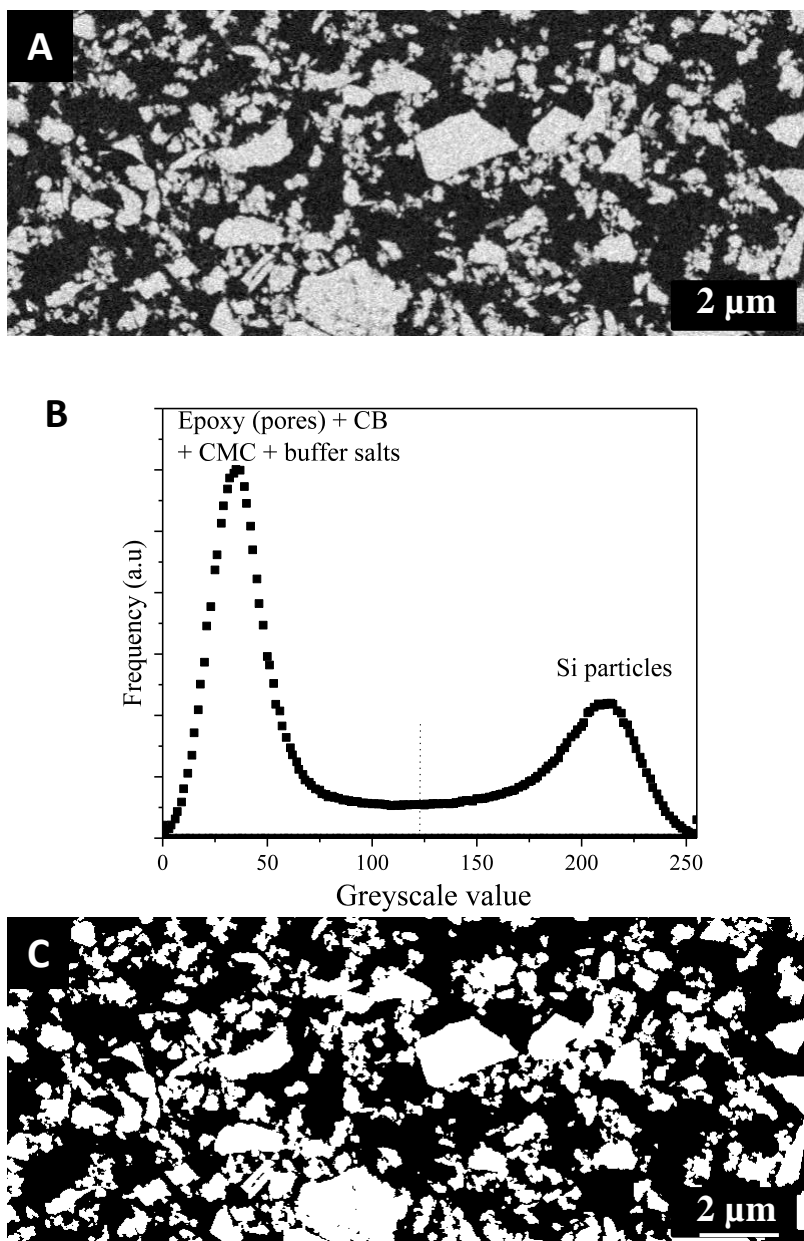 A
2 μm
B
Epoxy (pores) + CB
+ CMC + buffer salts
Si particles
Frequency (a.u)
0 50 100 150 200 250
Greyscale value
C
2 μm